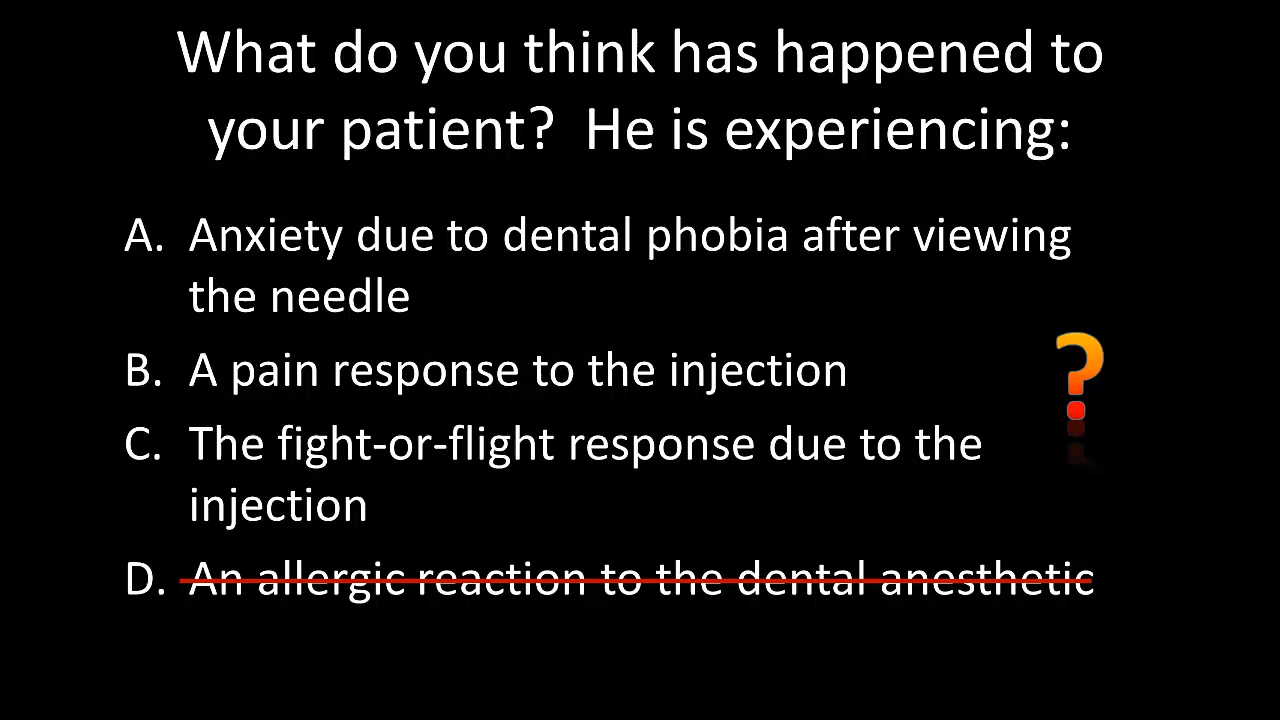 What do you think has happened to
your patient?  He is experiencing:
A. Anxiety due to dental phobia after viewing
the needle
B. A pain response to the injection
C. The fight-or-flight response due to the
injection
D. An allergic reaction to the dental anesthetic
?